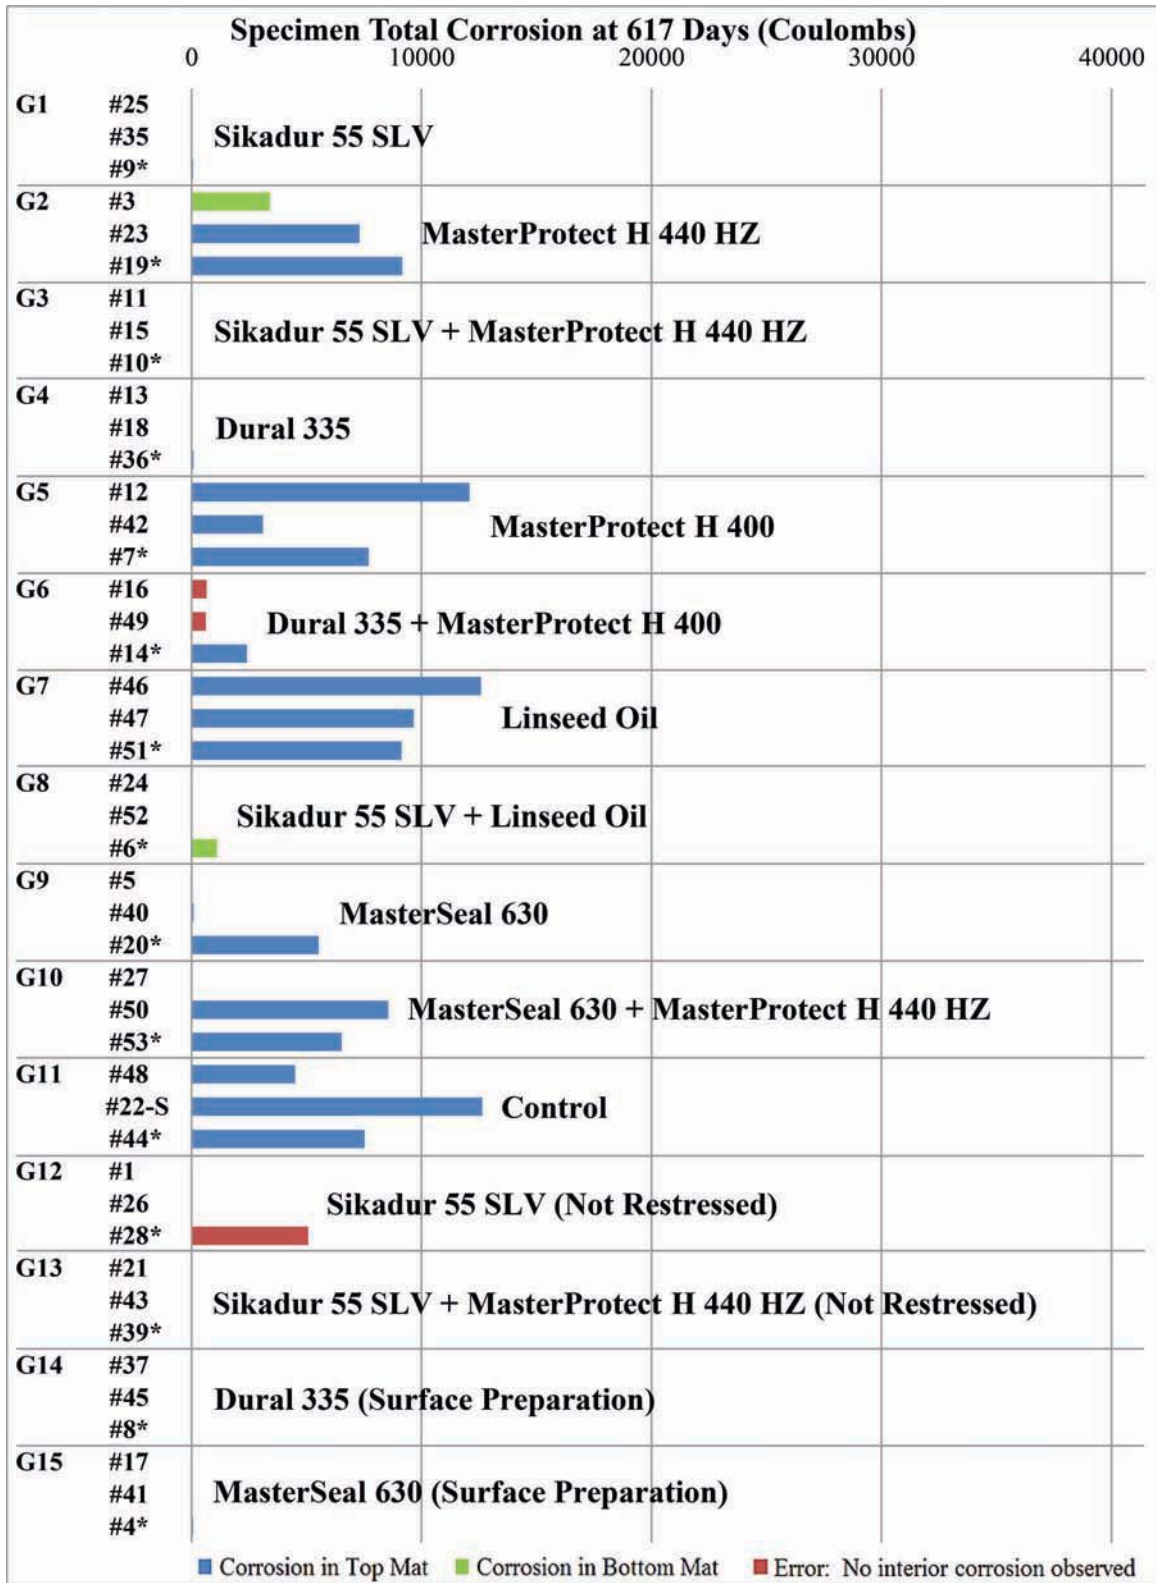 Specimen Total Corrosion at 617 Days (Coulombs)
0 10000 20000 30000 40000
G1 #25
#35 Sikadur 55 SLV
#9*
G2 #3
#23 MasterProtect H 440 HZ
#19*
G3 #11
#15 Sikadur 55 SLV + MasterProtect H 440 HZ
#10*
G4 #13
#18 Dural 335
#36*
G5 #12
#42 MasterProtect H 400
#7*
G6 #16
#49 Dural 335 + MasterProtect H 400
#14*
G7 #46
#47 Linseed Oil
#51*
G8 #24
#52 Sikadur 55 SLV + Linseed Oil
#6*
G9 #5
#40 MasterSeal 630
#20*
G10 #27
#50 MasterSeal 630 + MasterProtect H 440 HZ
#53*
G11 #48
#22-S Control
#44*
G12 #1
#26 Sikadur 55 SLV (Not Restressed)
#28*
G13 #21
#43 Sikadur 55 SLV + MasterProtect H 440 HZ (Not Restressed)
#39*
G14 #37
#45 Dural 335 (Surface Preparation)
#8*
G15 #17
#41 MasterSeal 630 (Surface Preparation)
#4*
Corrosion in Top Mat Corrosion in Bottom Mat Error: No interior corrosion observed